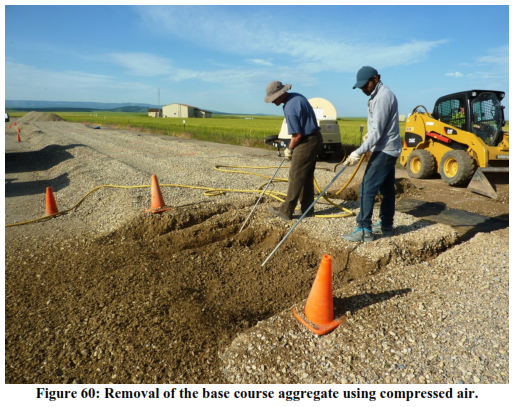 Figure 60: Removal of the base course aggregate using compressed air.